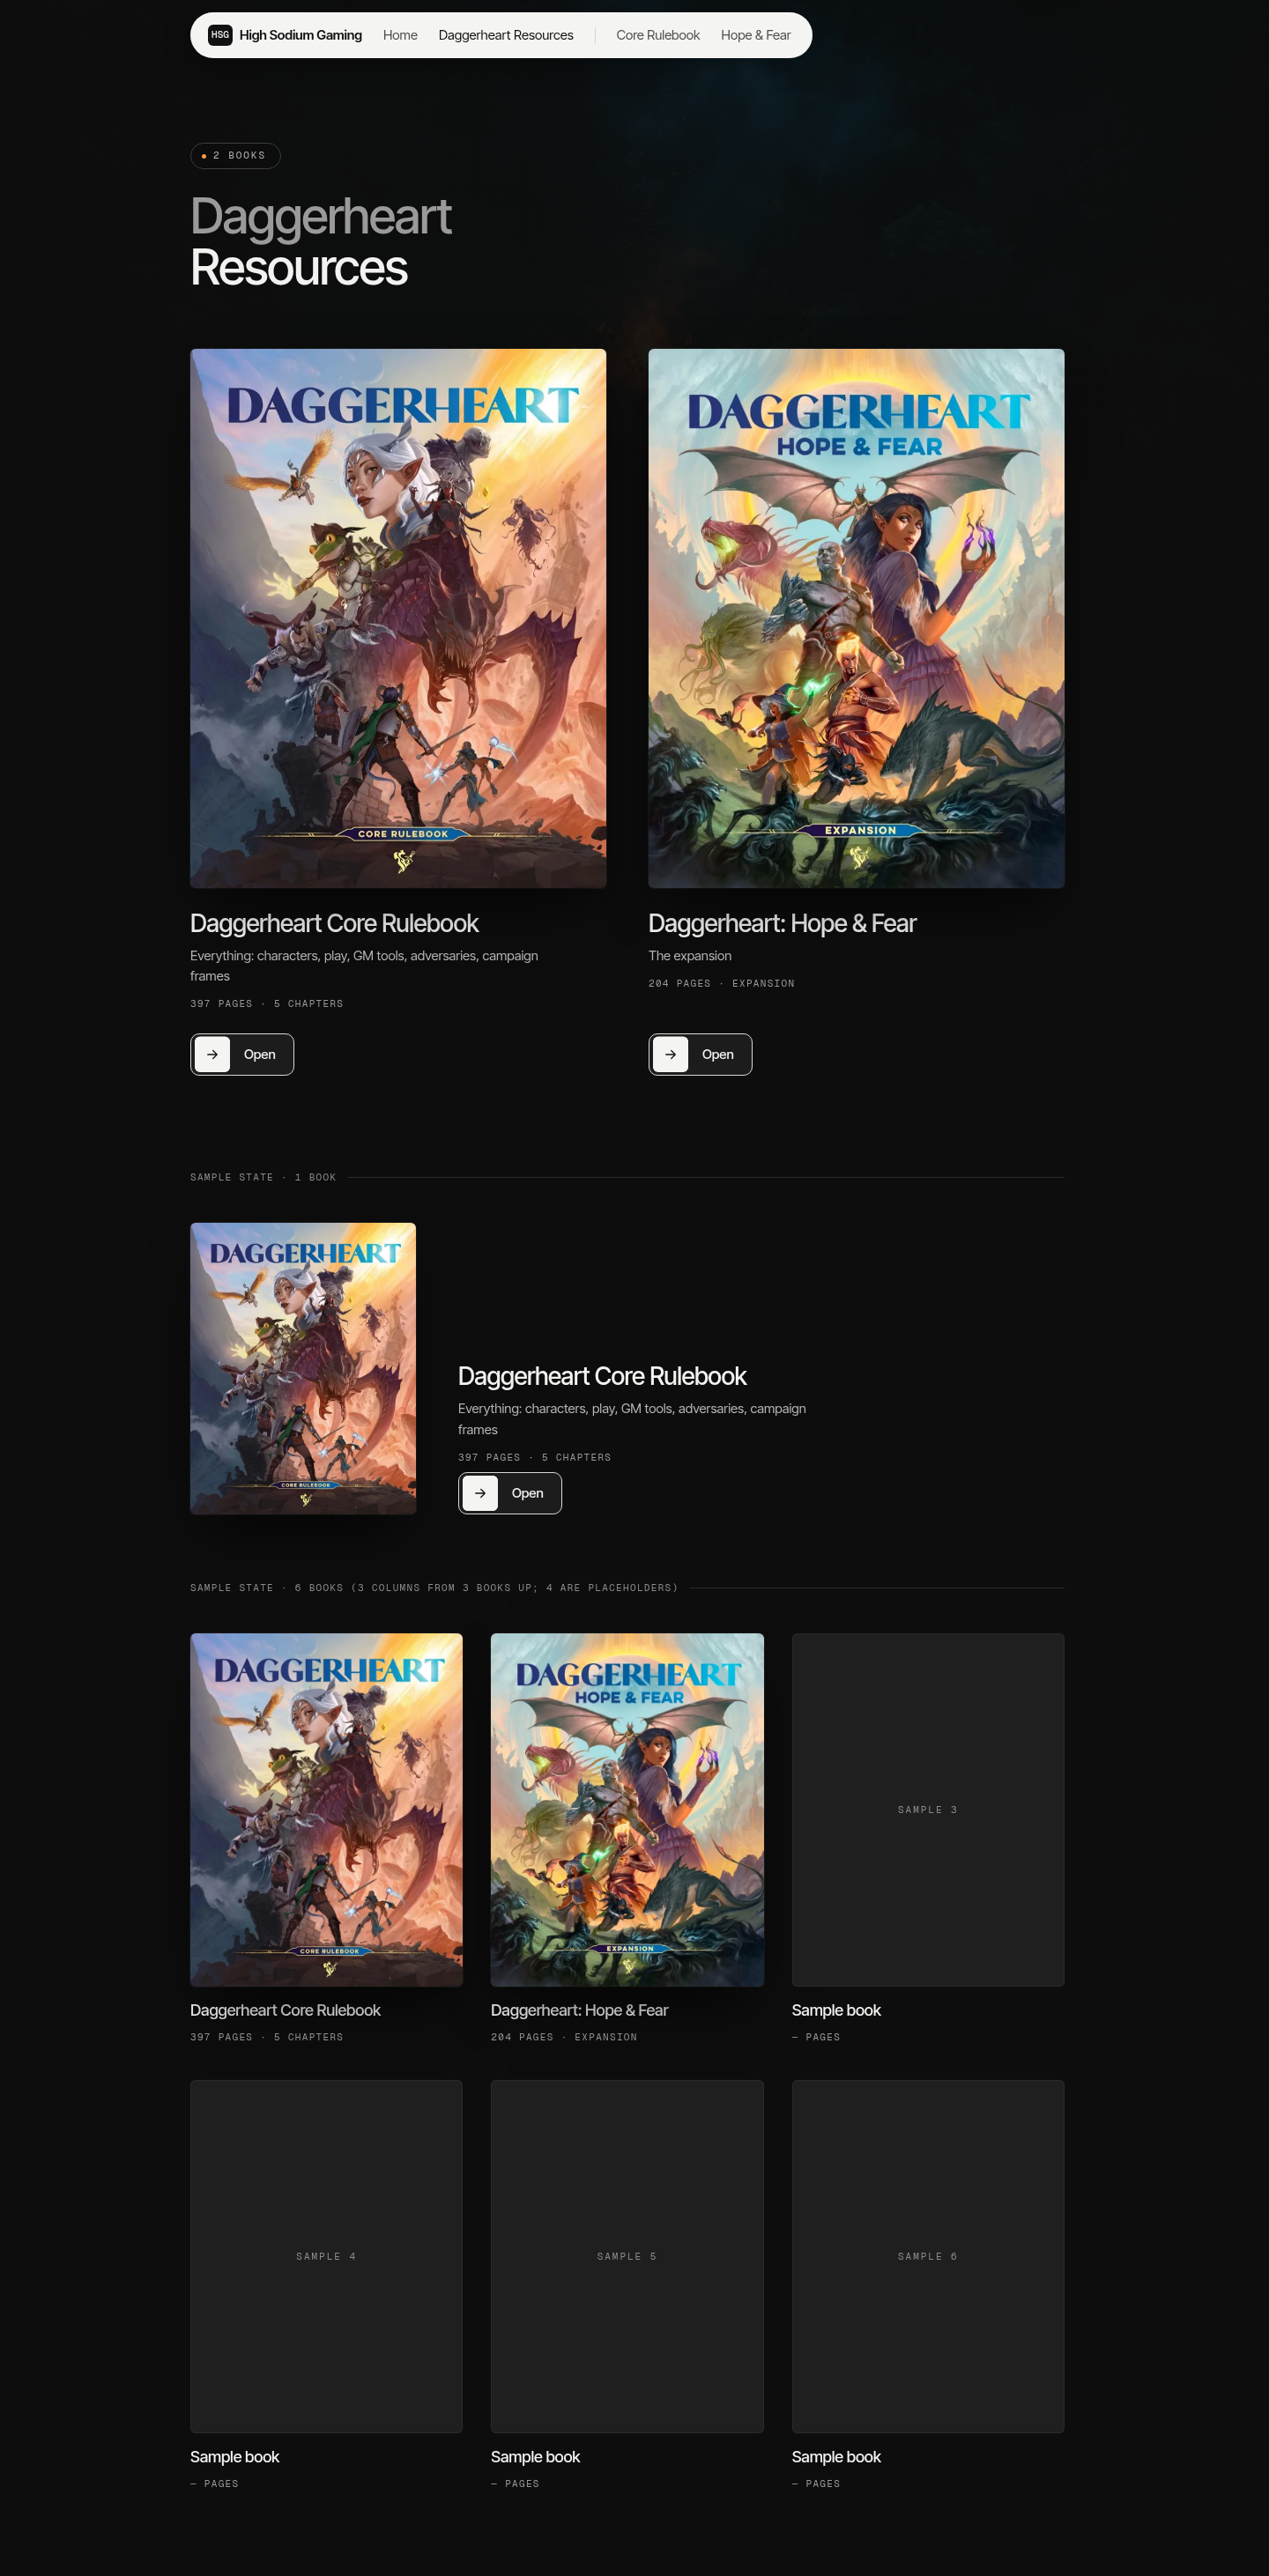 HSG High Sodium Gaming Home Daggerheart Resources Core Rulebook Hope & Fear
2 BOOKS
Daggerheart
Resources
DAGGERHEART
CORE RULEBOOK
DAGGERHEART
HOPE & FEAR
EXPANSION
Daggerheart Core Rulebook
Everything: characters, play, GM tools, adversaries, campaign
frames
397 PAGES · 5 CHAPTERS
→ Open
Daggerheart: Hope & Fear
The expansion
204 PAGES · EXPANSION
→ Open
SAMPLE STATE · 1 BOOK
DAGGERHEART
CORE RULEBOOK
Daggerheart Core Rulebook
Everything: characters, play, GM tools, adversaries, campaign
frames
397 PAGES · 5 CHAPTERS
→ Open
SAMPLE STATE · 6 BOOKS (3 COLUMNS FROM 3 BOOKS UP; 4 ARE PLACEHOLDERS)
DAGGERHEART
CORE RULEBOOK
Daggerheart Core Rulebook
397 PAGES · 5 CHAPTERS
DAGGERHEART
HOPE & FEAR
EXPANSION
Daggerheart: Hope & Fear
204 PAGES · EXPANSION
SAMPLE 3
Sample book
— PAGES
SAMPLE 4
Sample book
— PAGES
SAMPLE 5
Sample book
— PAGES
SAMPLE 6
Sample book
— PAGES